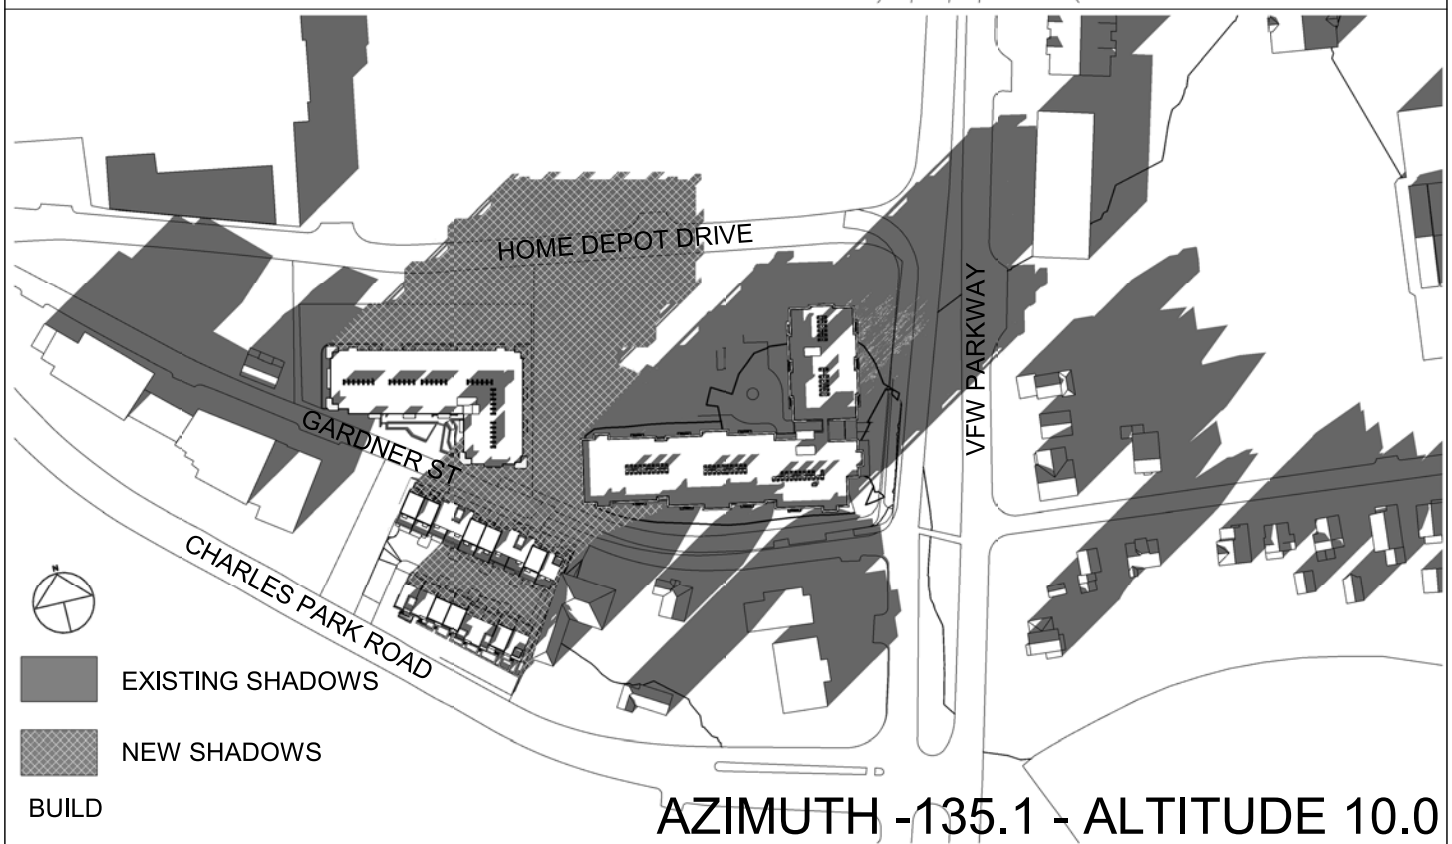 HOME DEPOT DRIVE
VFW PARKWAY
GARDNER ST
CHARLES PARK ROAD
N
EXISTING SHADOWS
NEW SHADOWS
BUILD
AZIMUTH -135.1 - ALTITUDE 10.0